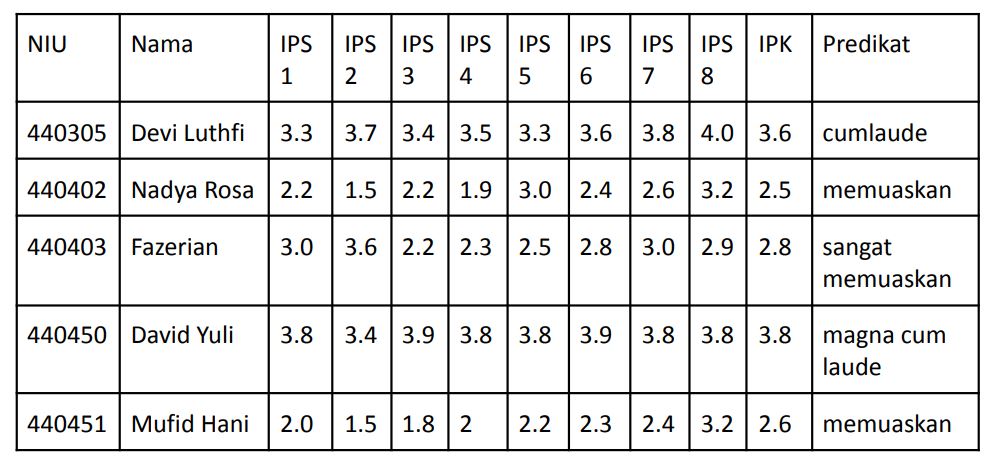 NIU Nama IPS 1 IPS 2 IPS 3 IPS 4 IPS 5 IPS 6 IPS 7 IPS 8 IPK Predikat
440305 Devi Luthfi 3.3 3.7 3.4 3.5 3.3 3.6 3.8 4.0 3.6 cumlaude
440402 Nadya Rosa 2.2 1.5 2.2 1.9 3.0 2.4 2.6 3.2 2.5 memuaskan
440403 Fazerian 3.0 3.6 2.2 2.3 2.5 2.8 3.0 2.9 2.8 sangat memuaskan
440450 David Yuli 3.8 3.4 3.9 3.8 3.8 3.9 3.8 3.8 3.8 magna cum laude
440451 Mufid Hani 2.0 1.5 1.8 2 2.2 2.3 2.4 3.2 2.6 memuaskan